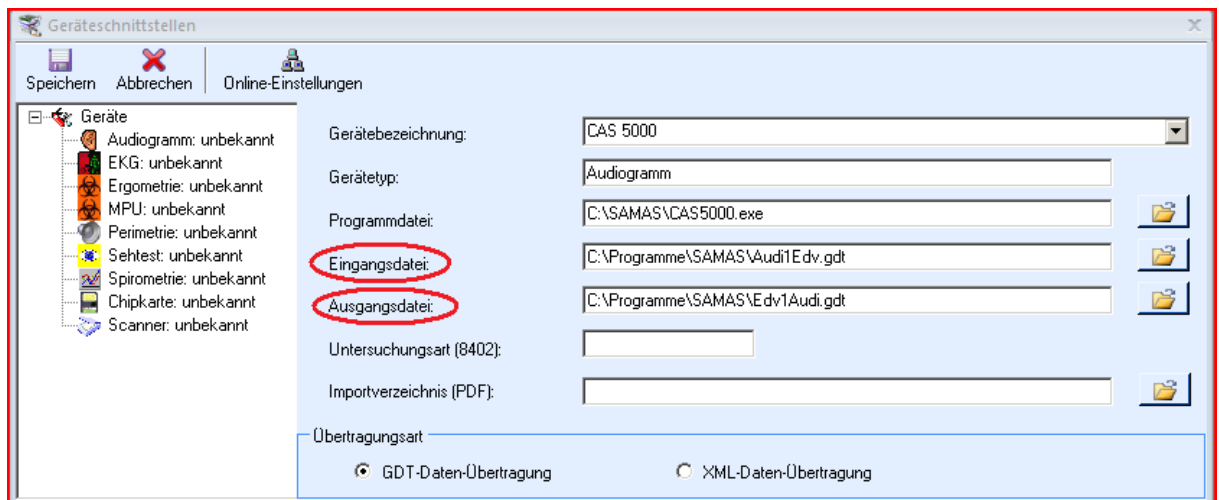 Geräteschnittstellen
Speichern Abbrechen Online-Einstellungen
Geräte
Audiogramm: unbekannt
EKG: unbekannt
Ergometrie: unbekannt
MPU: unbekannt
Perimetrie: unbekannt
Sehtest: unbekannt
Spirometrie: unbekannt
Chipkarte: unbekannt
Scanner: unbekannt
Gerätebezeichnung: CAS 5000
Gerätetyp: Audiogramm
Programmdatei: C:\SAMAS\CAS5000.exe
Eingangsdatei: C:\Programme\SAMAS\Audi1Edv.gdt
Ausgangsdatei: C:\Programme\SAMAS\Edv1Audi.gdt
Untersuchungsart (8402):
Importverzeichnis (PDF):
Übertragungsart
GDT-Daten-Übertragung XML-Daten-Übertragung